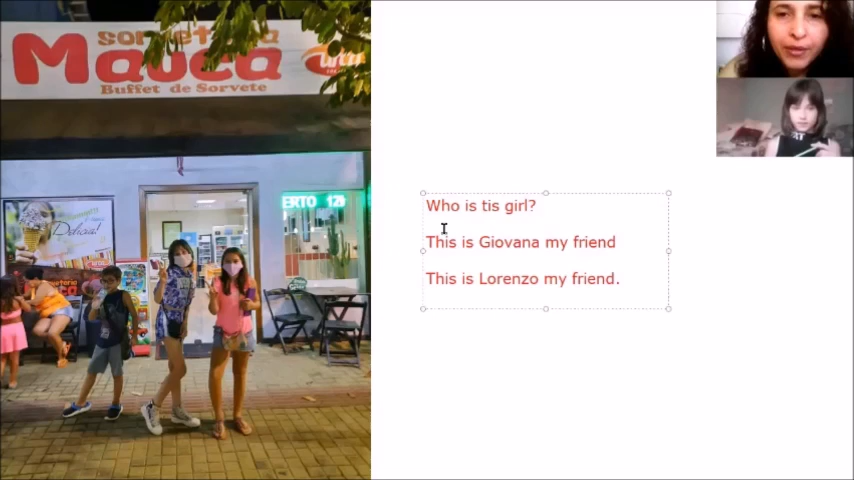 sorveteria
Mauca
Buffet de Sorvete
ERTO 12h
Delícia!
Who is tis girl?
This is Giovana my friend
This is Lorenzo my friend.